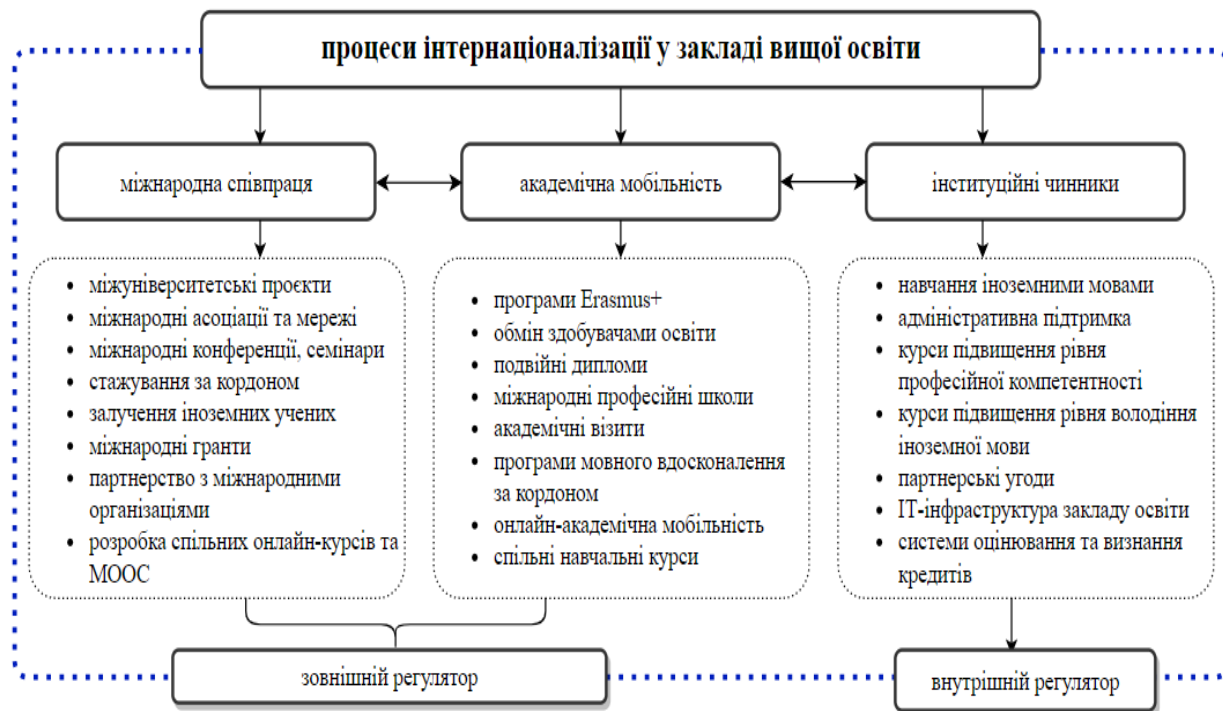 процеси інтернаціоналізації у закладі вищої освіти
міжнародна співпраця
академічна мобільність
інституційні чинники
• міжуніверситетські проєкти
• міжнародні асоціації та мережі
• міжнародні конференції, семінари
• стажування за кордоном
• залучення іноземних учених
• міжнародні гранти
• партнерство з міжнародними
організаціями
• розробка спільних онлайн-курсів та
МООС
• програми Erasmus+
• обмін здобувачами освіти
• подвійні дипломи
• міжнародні професійні школи
• академічні візити
• програми мовного вдосконалення
за кордоном
• онлайн-академічна мобільність
• спільні навчальні курси
• навчання іноземними мовами
• адміністративна підтримка
• курси підвищення рівня
професійної компетентності
• курси підвищення рівня володіння
іноземної мови
• партнерські угоди
• ІТ-інфраструктура закладу освіти
• системи оцінювання та визнання
кредитів
зовнішній регулятор
внутрішній регулятор